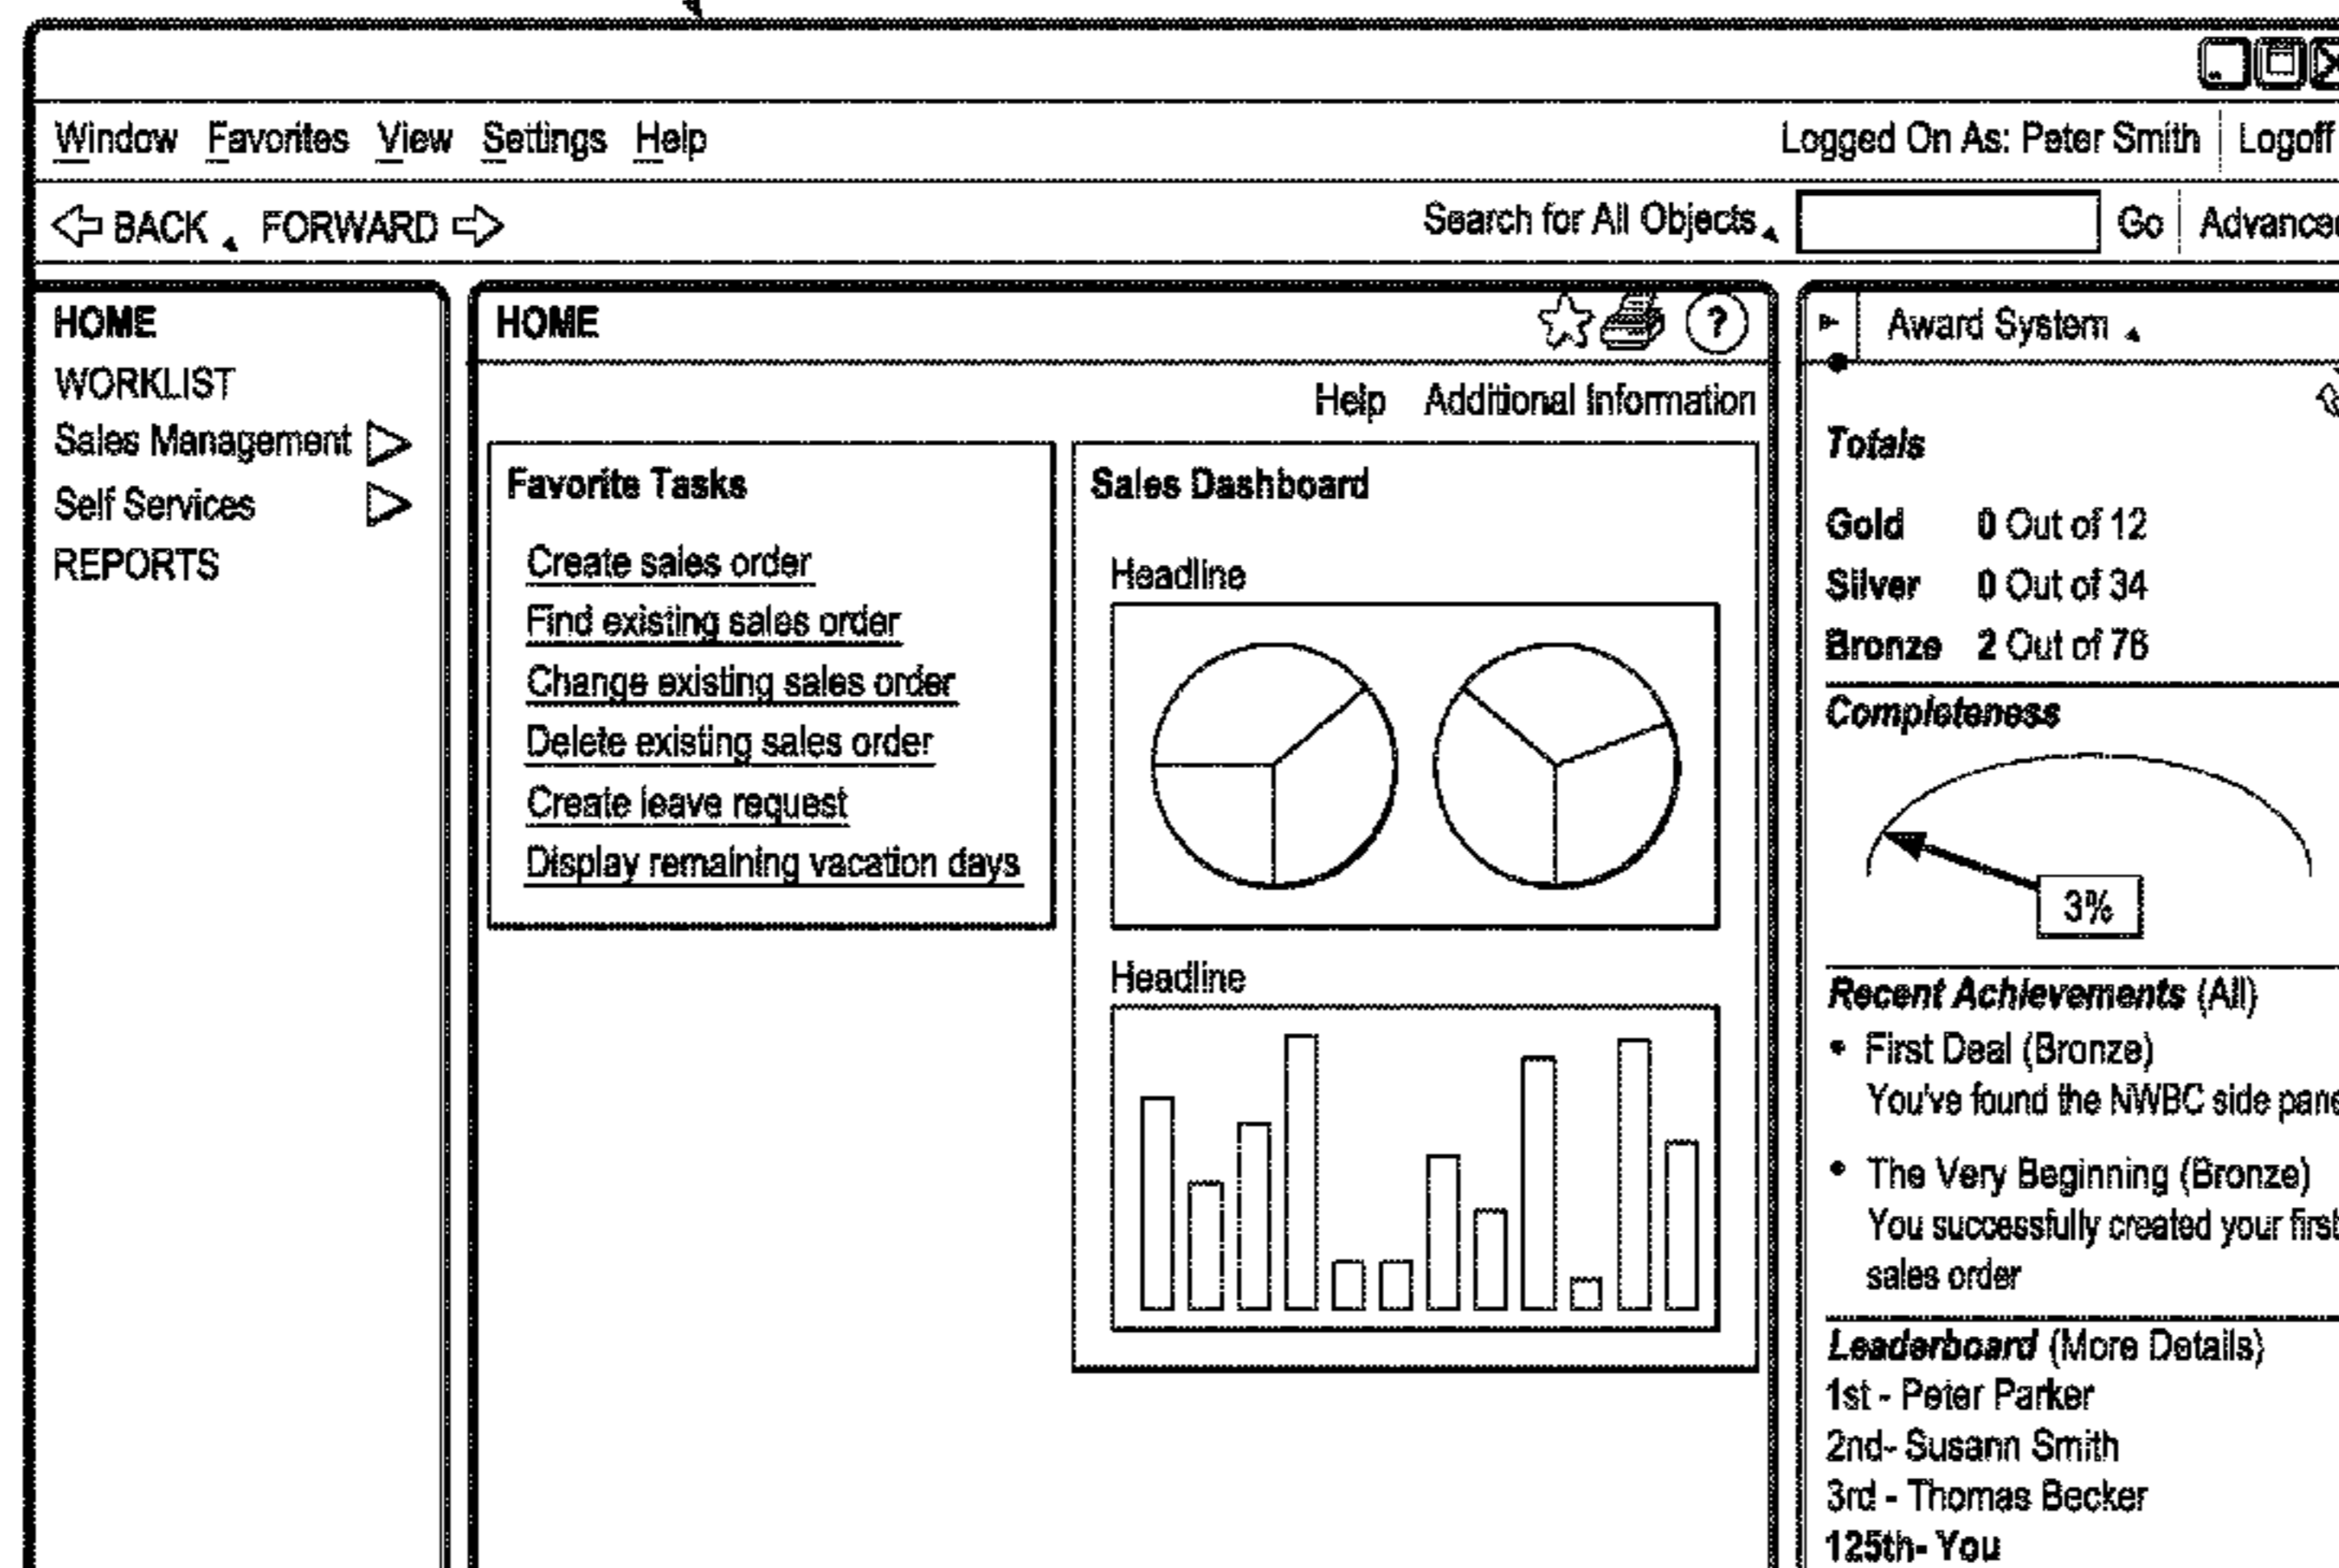 Window Favorites View Settings Help
Logged On As: Peter Smith Logoff
BACK FORWARD
Search for All Objects Go
HOME
WORKLIST
Sales Management
Self Services
REPORTS
HOME
?
Help Additional Information
Favorite Tasks
Create sales order
Find existing sales order
Change existing sales order
Delete existing sales order
Create leave request
Display remaining vacation days
Sales Dashboard
Headline
Headline
Award System
Totals
Gold 0 Out of 12
Silver 0 Out of 34
Bronze 2 Out of 76
Completeness
3%
Recent Achievements (All)
• First Deal (Bronze)
You've found the NWBC side
• The Very Beginning (Bronze)
You successfully created your first
sales order
Leaderboard (More Details)
1st - Peter Parker
2nd- Susann Smith
3rd - Thomas Becker
125th- You